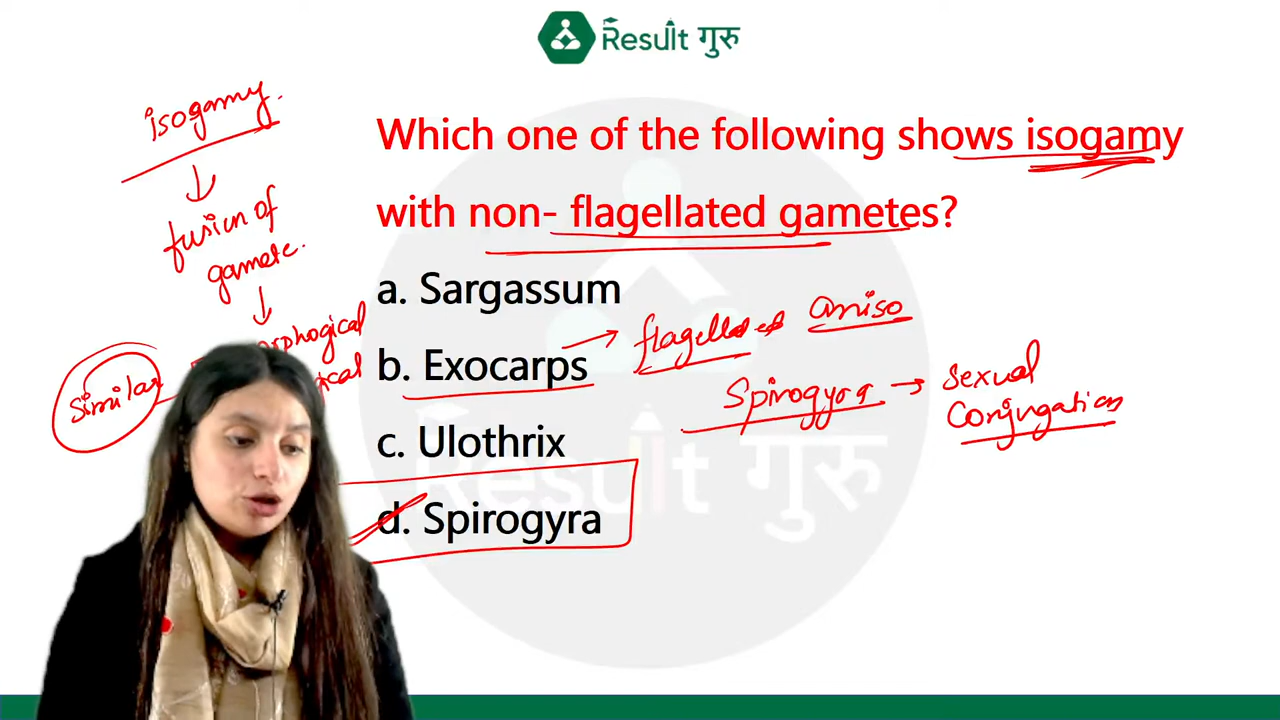 Result गुरु
isogamy.
Which one of the following shows isogamy
with non- flagellated gametes?
fusion of
gamete.
a. Sargassum
Similar
b. Exocarps
flagellated aniso
Spirogyra → Sexual
Conjugation
c. Ulothrix
d. Spirogyra
Result गुरु